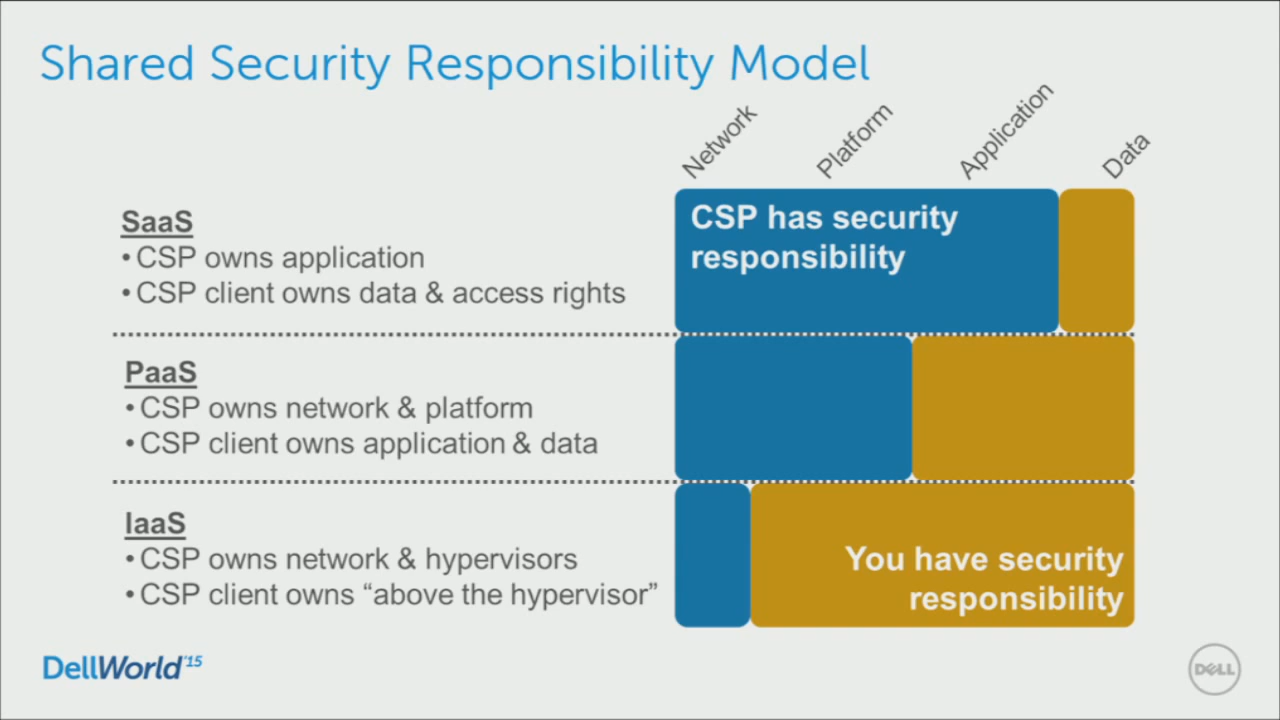 Shared Security Responsibility Model
Network
Platform
Application
Data
SaaS
• CSP owns application
• CSP client owns data & access rights
CSP has security
responsibility
PaaS
• CSP owns network & platform
• CSP client owns application & data
IaaS
• CSP owns network & hypervisors
• CSP client owns “above the hypervisor”
You have security
responsibility
DellWorld'15
DELL